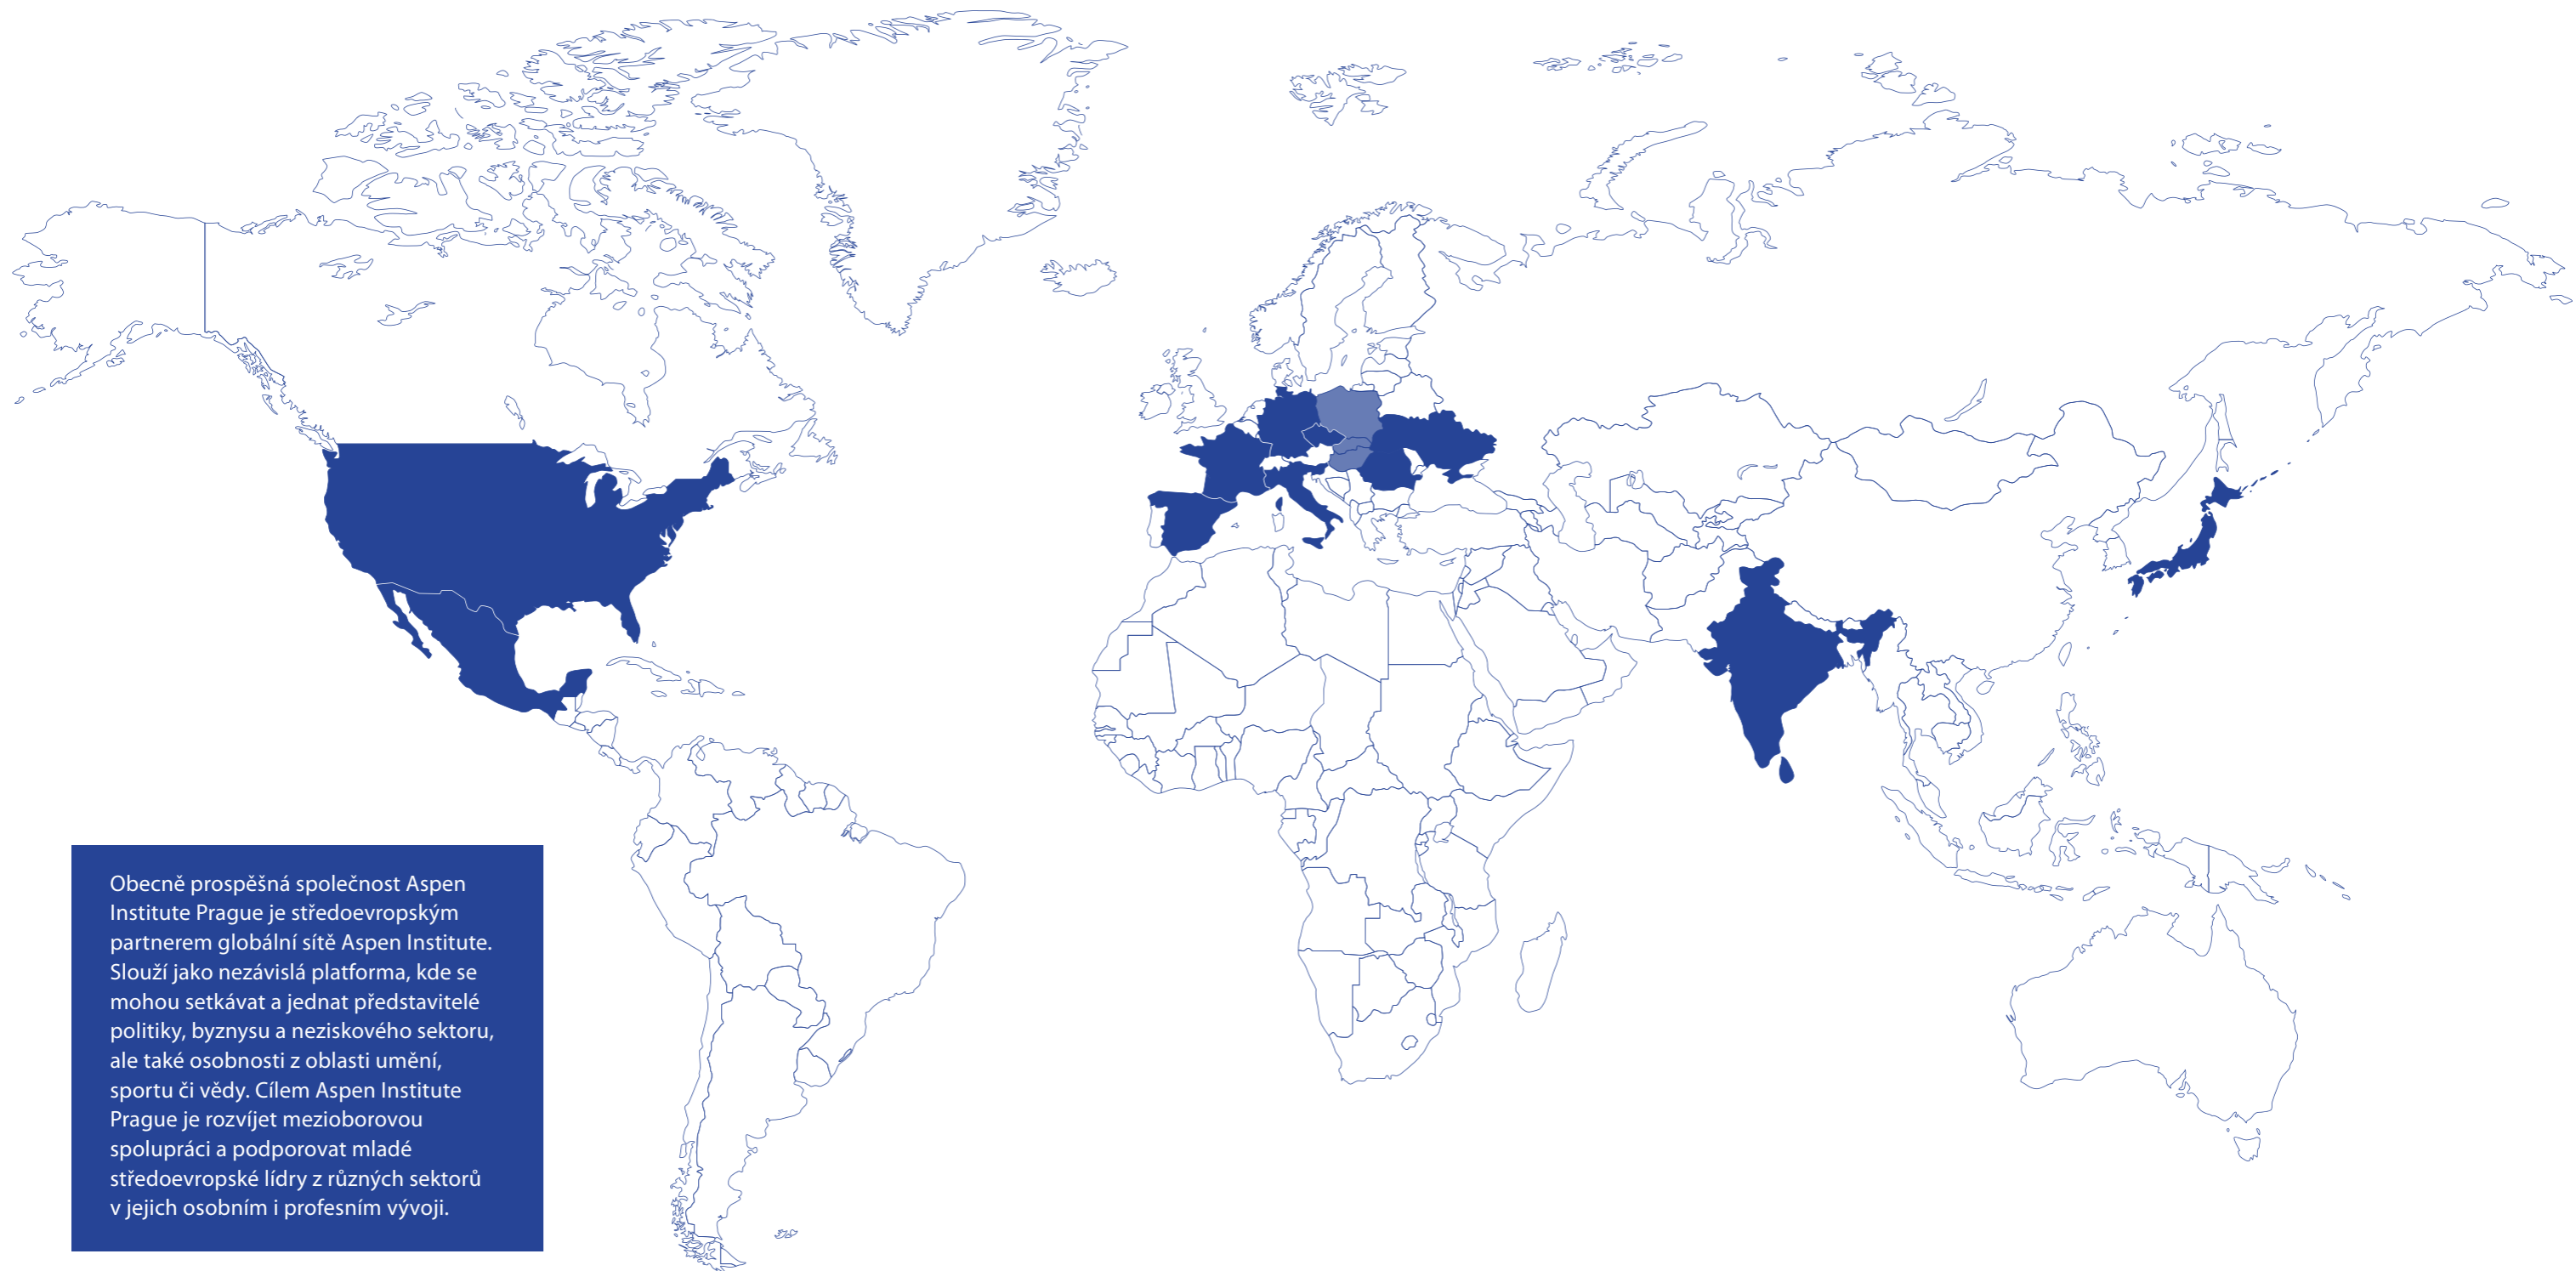 Obecně prospěšná společnost Aspen
Institute Prague je středoevropským
partnerem globální sítě Aspen Institute.
Slouží jako nezávislá platforma, kde se
mohou setkávat a jednat představitelé
politiky, byznysu a neziskového sektoru,
ale také osobnosti z oblasti umění,
sportu či vědy. Cílem Aspen Institute
Prague je rozvíjet mezioborovou
spolupráci a podporovat mladé
středoevropské lídry z různých sektorů
v jejich osobním i profesním vývoji.